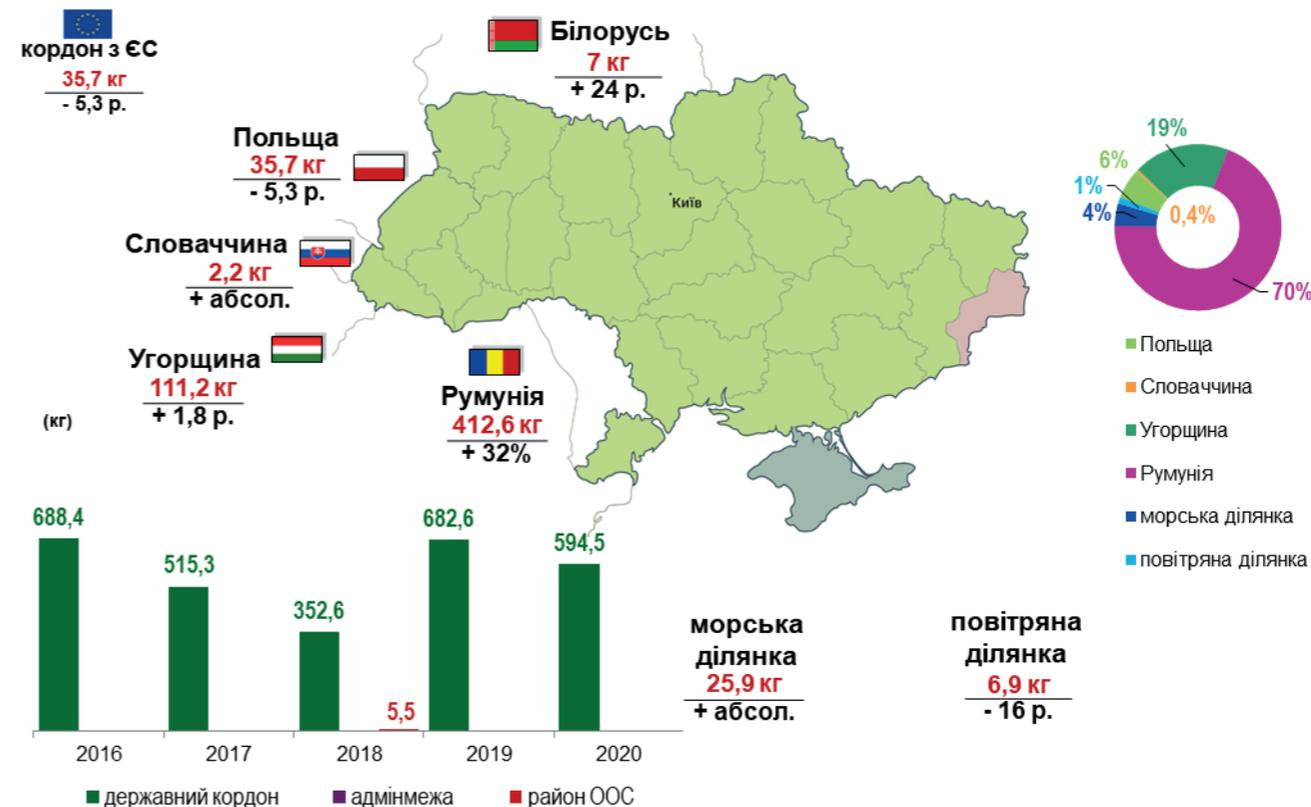 кордон з ЄС
35,7 кг
- 5,3 р.
Білорусь
7 кг
+ 24 р.
Польща
35,7 кг
- 5,3 р.
Словаччина
2,2 кг
+ абсол.
Угорщина
111,2 кг
+ 1,8 р.
Румунія
412,6 кг
+ 32%
Київ
19%
6%
1%
4%
0,4%
70%
Польща
Словаччина
Угорщина
Румунія
морська ділянка
повітряна ділянка
(кг)
688,4
515,3
352,6
5,5
682,6
594,5
2016
2017
2018
2019
2020
державний кордон
адмінмежа
район ООС
морська
ділянка
25,9 кг
+ абсол.
повітряна
ділянка
6,9 кг
- 16 р.